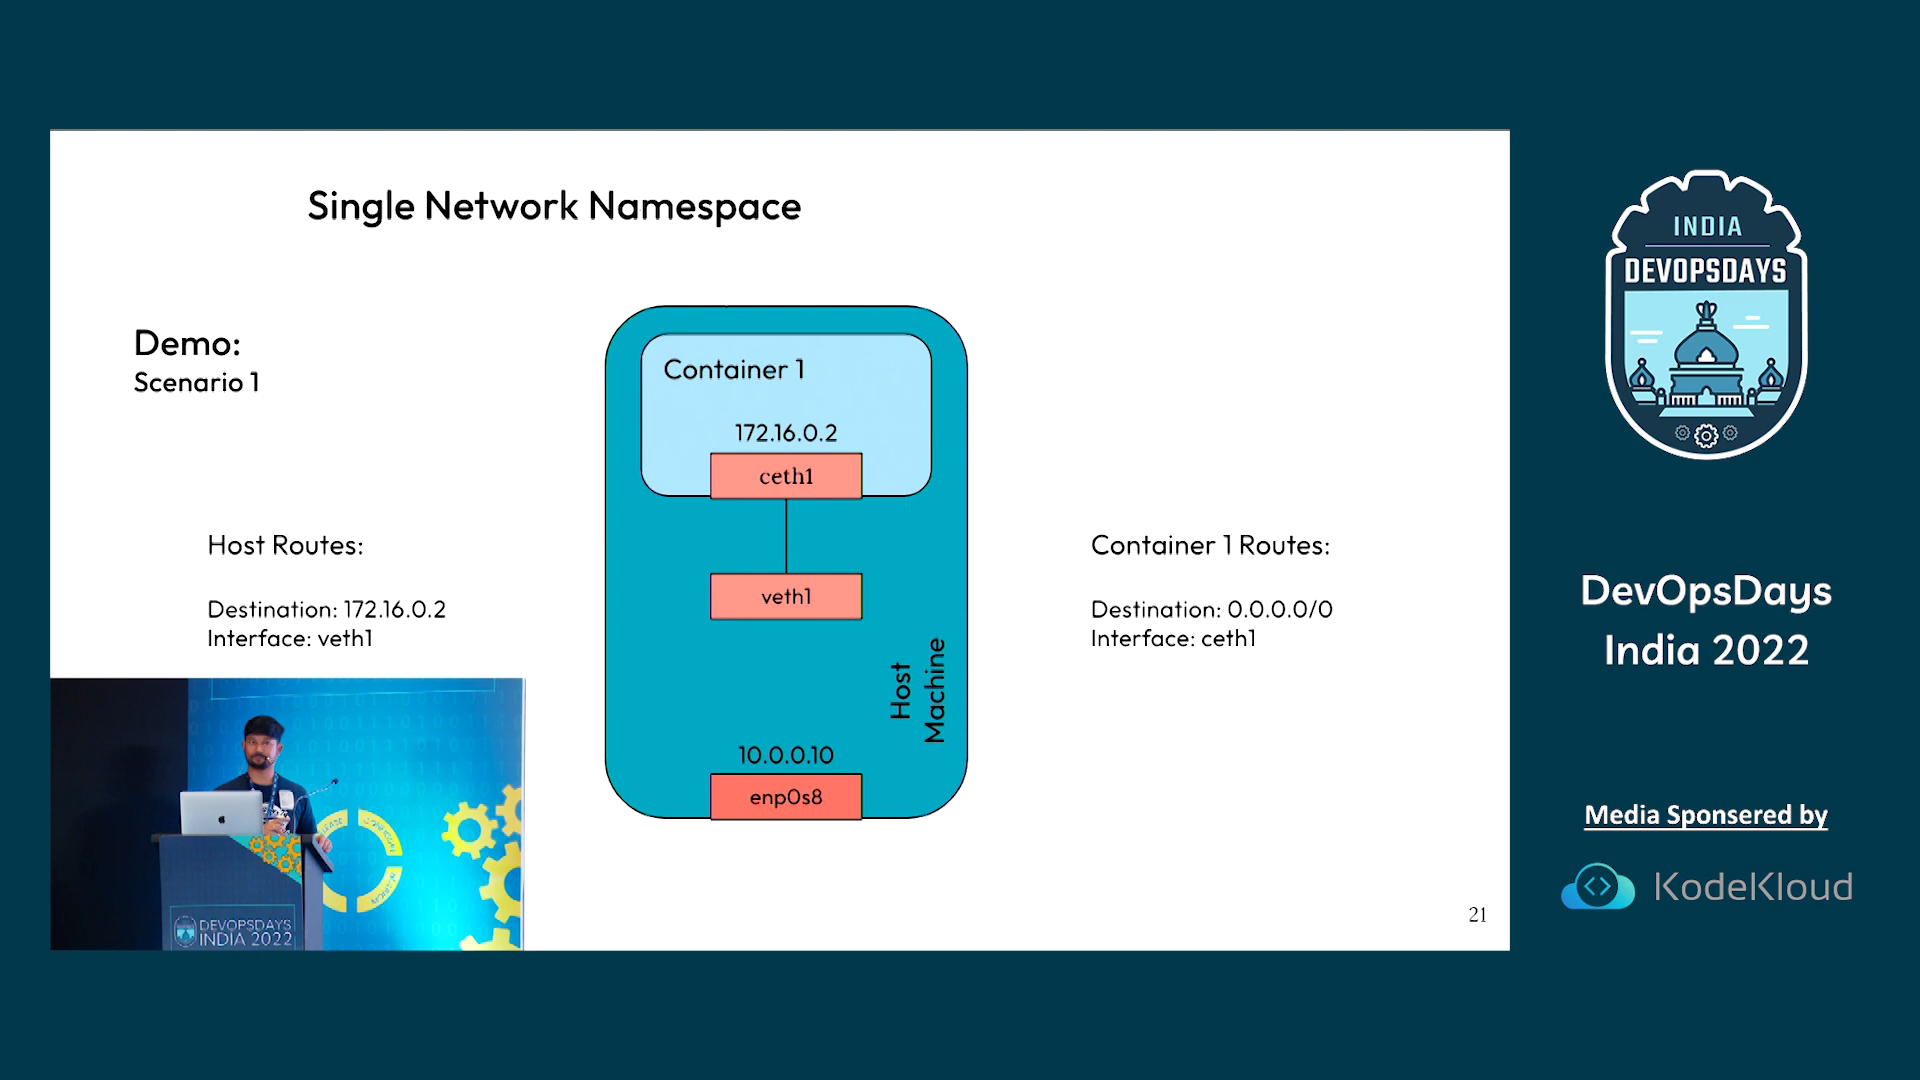 Single Network Namespace
Demo:
Scenario 1
Container 1
172.16.0.2
ceth1
Host Routes:
Destination: 172.16.0.2
Interface: veth1
veth1
Container 1 Routes:
Destination: 0.0.0.0/0
Interface: ceth1
Host
Machine
10.0.0.10
enp0s8
21
DEVOPSDAYS
INDIA 2022
INDIA
DEVOPSDAYS
DevOpsDays
India 2022
Media Sponsered by
KodeKloud